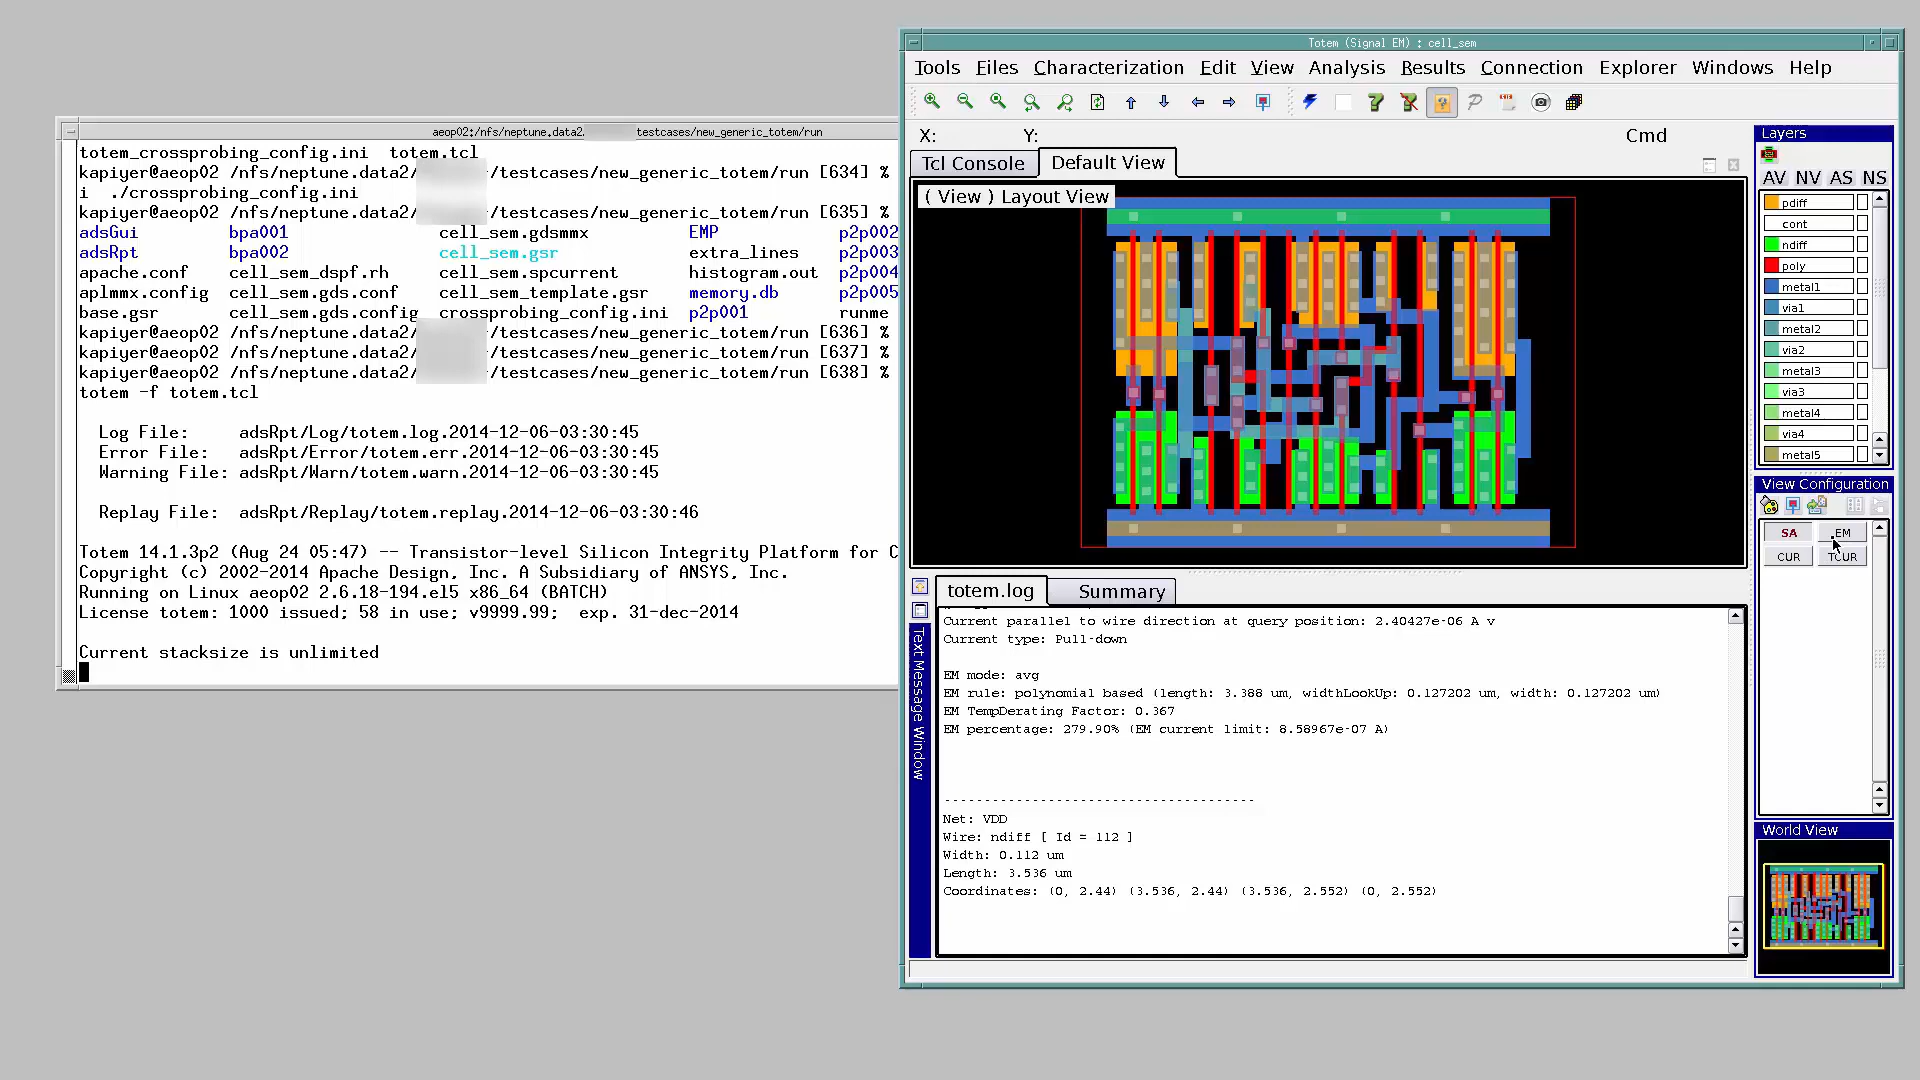 aeop02:/nfs/neptune.data2 testcases/new_generic_totem/run
totem_crossprobing_config.ini totem.tcl
kapiyer@aeop02 /nfs/neptune.data2/ /testcases/new_generic_totem/run [634] %
i ./crossprobing_config.ini
kapiyer@aeop02 /nfs/neptune.data2/ /testcases/new_generic_totem/run [635] %
adsGui bpa001 cell_sem.gdsmmx EMP p2p002
adsRpt bpa002 cell_sem.gsr extra_lines p2p003
apache.conf cell_sem_dspf.rh cell_sem.spcurrent histogram.out p2p004
aplmmx.config cell_sem.gds.conf cell_sem_template.gsr memory.db p2p005
base.gsr cell_sem.gds.config crossprobing_config.ini p2p001 runme
kapiyer@aeop02 /nfs/neptune.data2/ /testcases/new_generic_totem/run [636] %
kapiyer@aeop02 /nfs/neptune.data2/ /testcases/new_generic_totem/run [637] %
kapiyer@aeop02 /nfs/neptune.data2/ /testcases/new_generic_totem/run [638] %
totem -f totem.tcl
Log File: adsRpt/Log/totem.log.2014-12-06-03:30:45
Error File: adsRpt/Error/totem.err.2014-12-06-03:30:45
Warning File: adsRpt/Warn/totem.warn.2014-12-06-03:30:45
Replay File: adsRpt/Replay/totem.replay.2014-12-06-03:30:46
Totem 14.1.3p2 (Aug 24 05:47) -- Transistor-level Silicon Integrity Platform for C
Copyright (c) 2002-2014 Apache Design, Inc. A Subsidiary of ANSYS, Inc.
Running on Linux aeop02 2.6.18-194.el5 x86_64 (BATCH)
License totem: 1000 issued; 58 in use; v9999.99; exp. 31-dec-2014
Current stacksize is unlimited
Totem (Signal EM) : cell_sem
Tools Files Characterization Edit View Analysis Results Connection Explorer Windows Help
X: Y: Cmd
Tcl Console Default View
( View ) Layout View
Layers
AV NV AS NS
pdiff
cont
ndiff
poly
metal1
via1
metal2
via2
metal3
via3
metal4
via4
metal5
View Configuration
SA EM
CUR TCUR
World View
totem.log Summary
Text Message Window
Current parallel to wire direction at query position: 2.40427e-06 A v
Current type: Pull-down
EM mode: avg
EM rule: polynomial based (length: 3.388 um, widthLookUp: 0.127202 um, width: 0.127202 um)
EM TempDerating Factor: 0.367
EM percentage: 279.90% (EM current limit: 8.58967e-07 A)
------------------------------------
Net: VDD
Wire: ndiff [ Id = 112 ]
Width: 0.112 um
Length: 3.536 um
Coordinates: (0, 2.44) (3.536, 2.44) (3.536, 2.552) (0, 2.552)